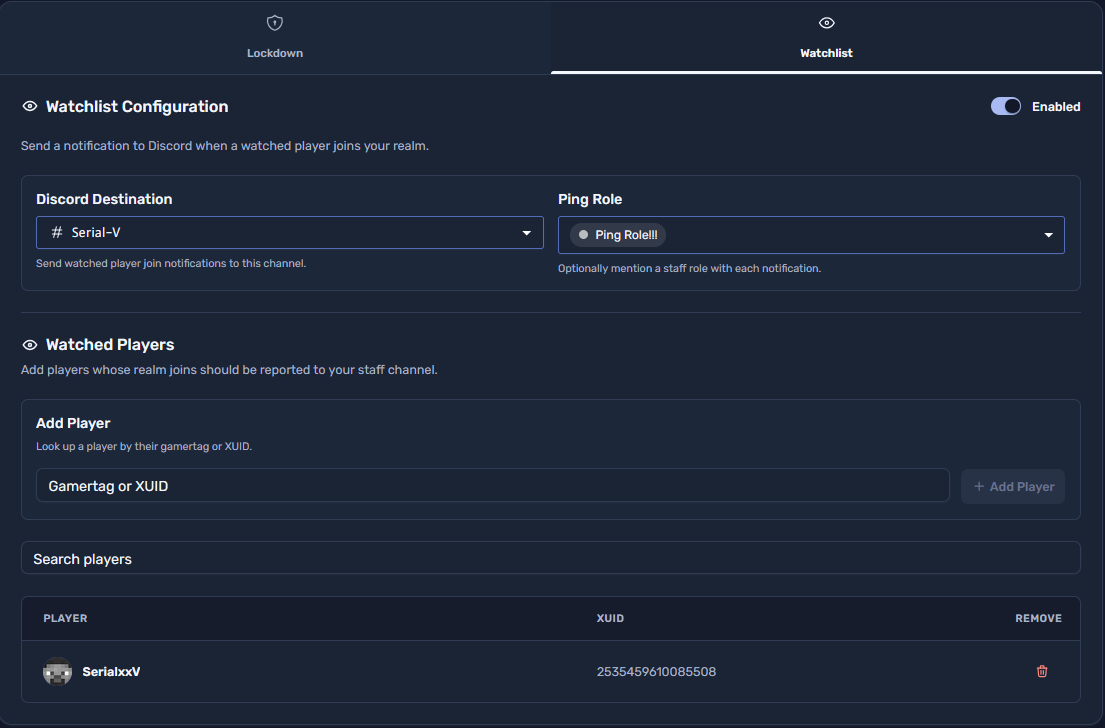 Lockdown
Watchlist
Watchlist Configuration
Enabled
Send a notification to Discord when a watched player joins your realm.
Discord Destination
Ping Role
# Serial-V
Ping Role!!!
Send watched player join notifications to this channel.
Optionally mention a staff role with each notification.
Watched Players
Add players whose realm joins should be reported to your staff channel.
Add Player
Look up a player by their gamertag or XUID.
Gamertag or XUID
+ Add Player
Search players
PLAYER XUID REMOVE
SerialxxV 2535459610085508